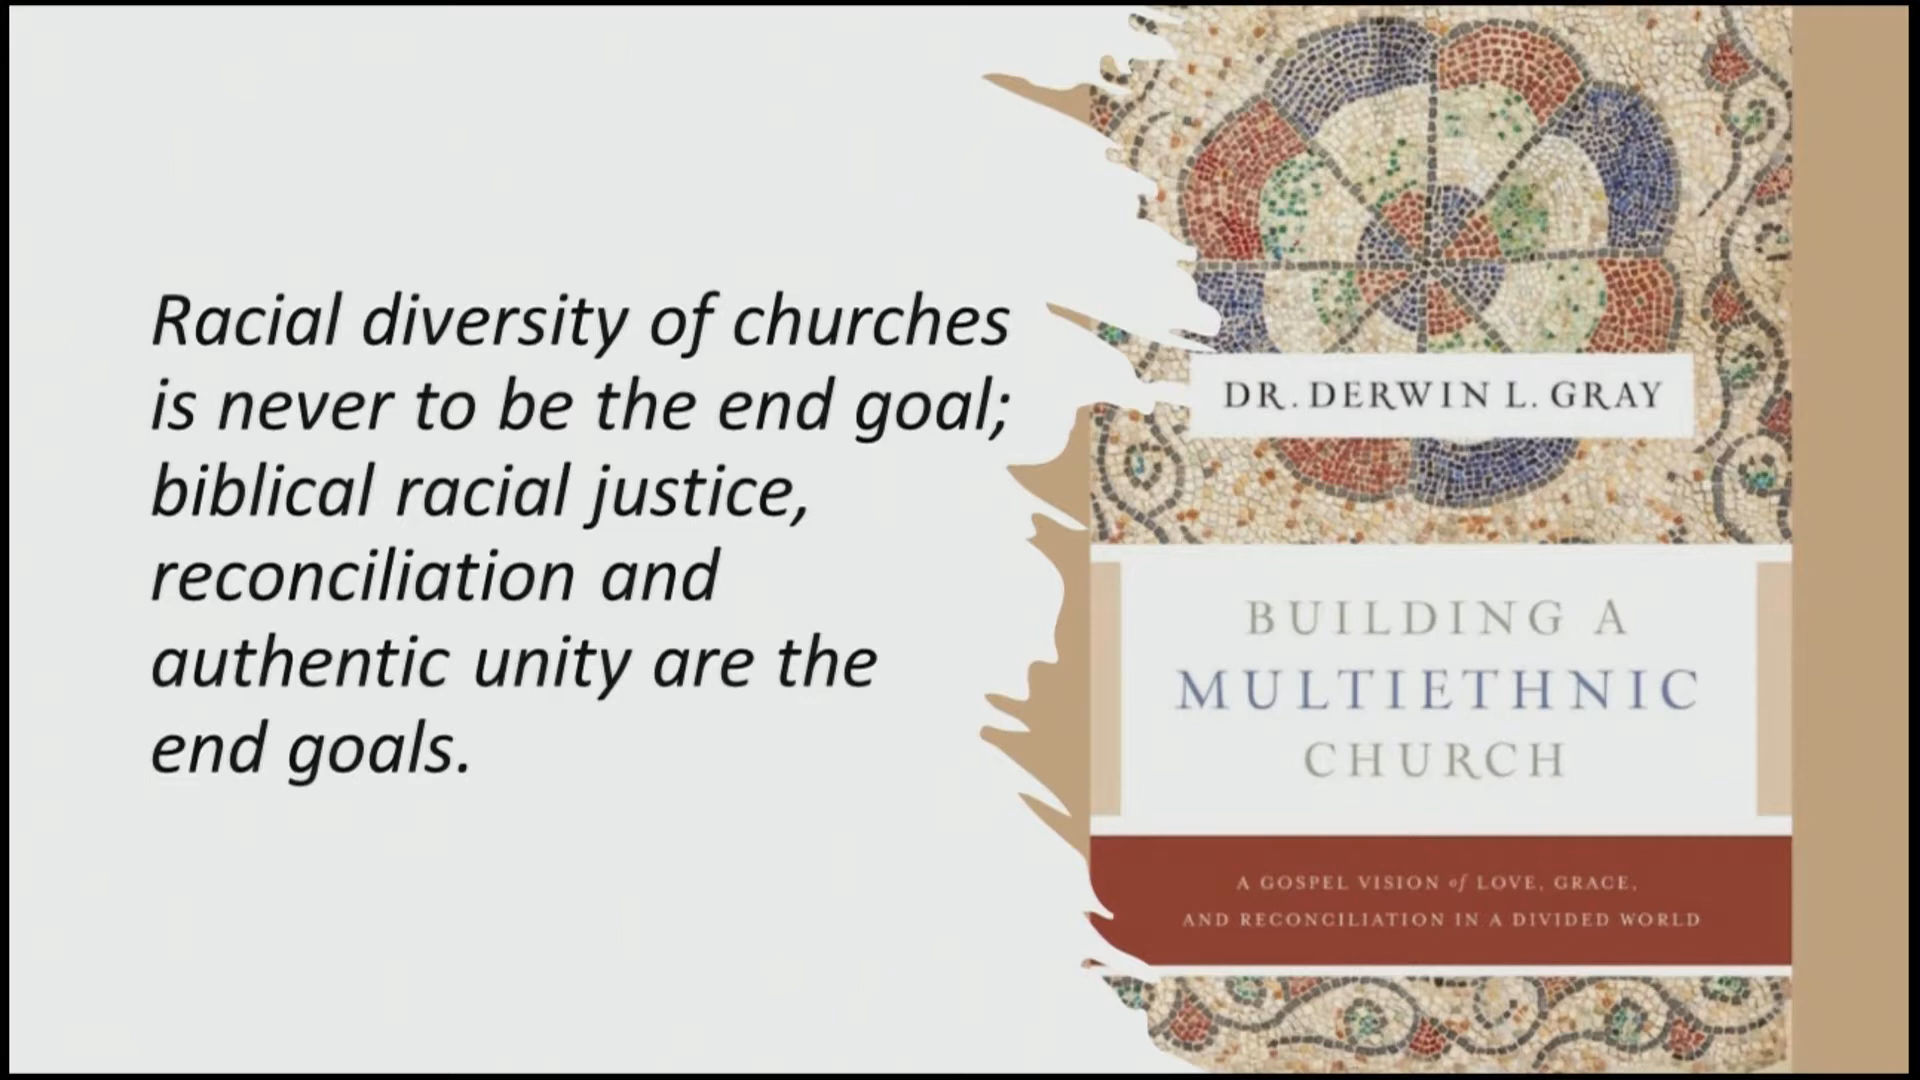 Racial diversity of churches
is never to be the end goal;
biblical racial justice,
reconciliation and
authentic unity are the
end goals.
DR. DERWIN L. GRAY
BUILDING A
MULTIETHNIC
CHURCH
A GOSPEL VISION of LOVE, GRACE,
AND RECONCILIATION IN A DIVIDED WORLD